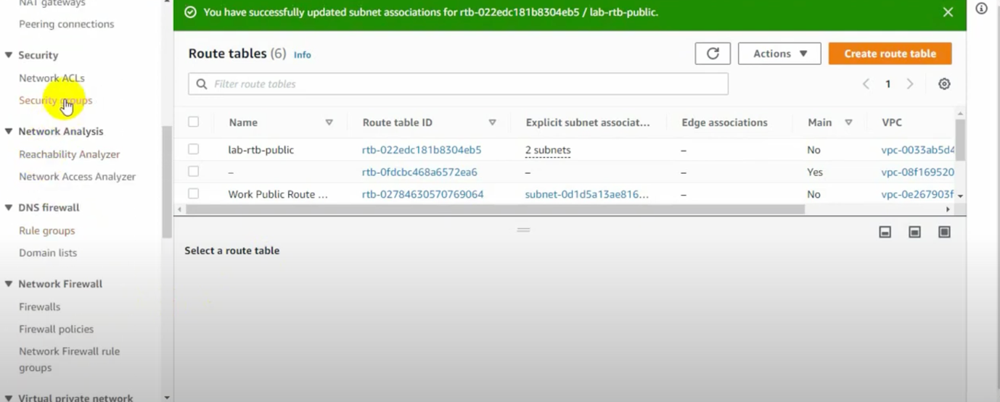 NAT gateways
Peering connections
Security
Network ACLs
Security groups
Network Analysis
Reachability Analyzer
Network Access Analyzer
DNS firewall
Rule groups
Domain lists
Network Firewall
Firewalls
Firewall policies
Network Firewall rule
groups
Virtual private network
You have successfully updated subnet associations for rtb-022edc181b8304eb5 / lab-rtb-public.
Route tables (6) Info
Actions
Create route table
Filter route tables
1
Name Route table ID Explicit subnet associat... Edge associations Main VPC
lab-rtb-public rtb-022edc181b8304eb5 2 subnets – No vpc-0033ab5d4
– rtb-0fdcbc468a6572ea6 – – Yes vpc-08f169520
Work Public Route ... rtb-02784630570769064 subnet-0d1d5a13ae816... – No vpc-0e267903f
Select a route table